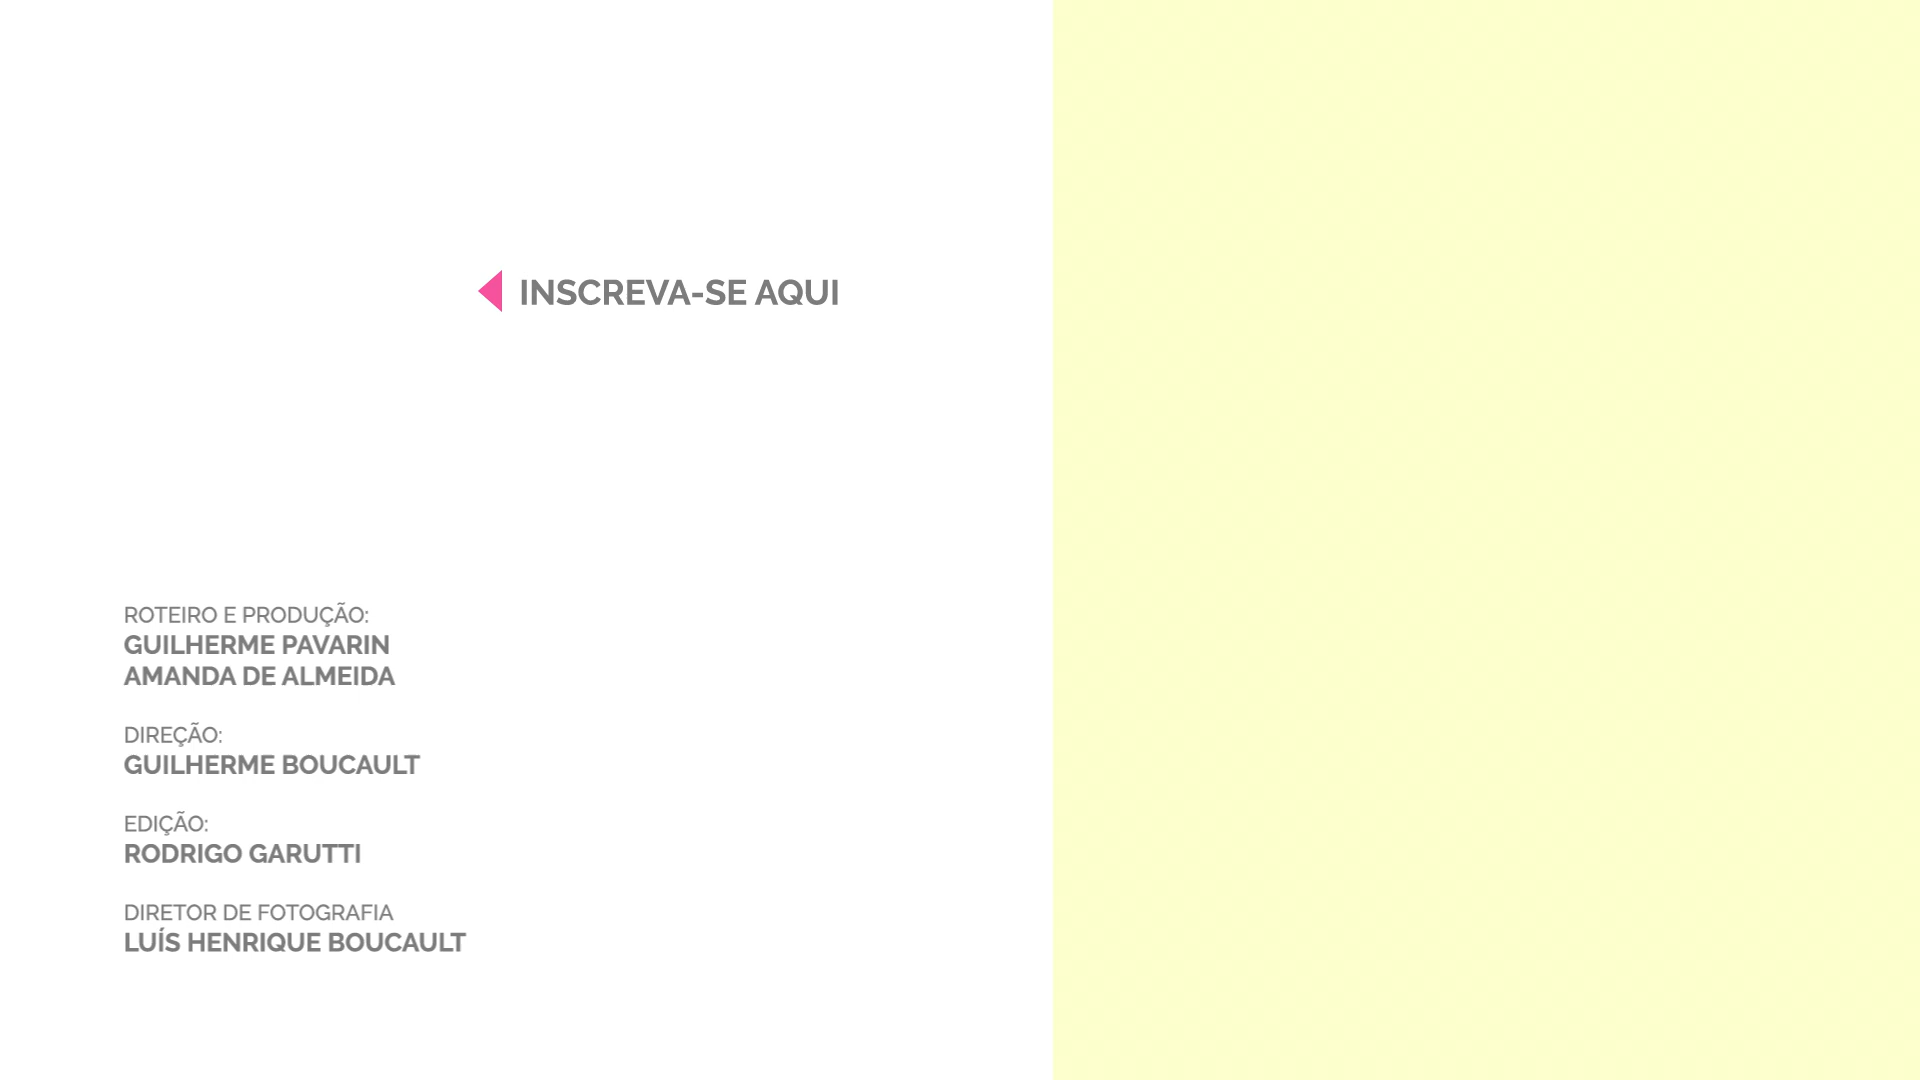 INSCREVA-SE AQUI
ROTEIRO E PRODUÇÃO:
GUILHERME PAVARIN
AMANDA DE ALMEIDA
DIREÇÃO:
GUILHERME BOUCAULT
EDIÇÃO:
RODRIGO GARUTTI
DIRETOR DE FOTOGRAFIA
LUÍS HENRIQUE BOUCAULT